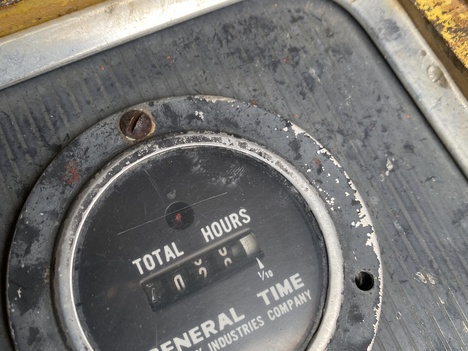 TOTAL HOURS
1/10
GENERAL TIME
INDUSTRIES COMPANY